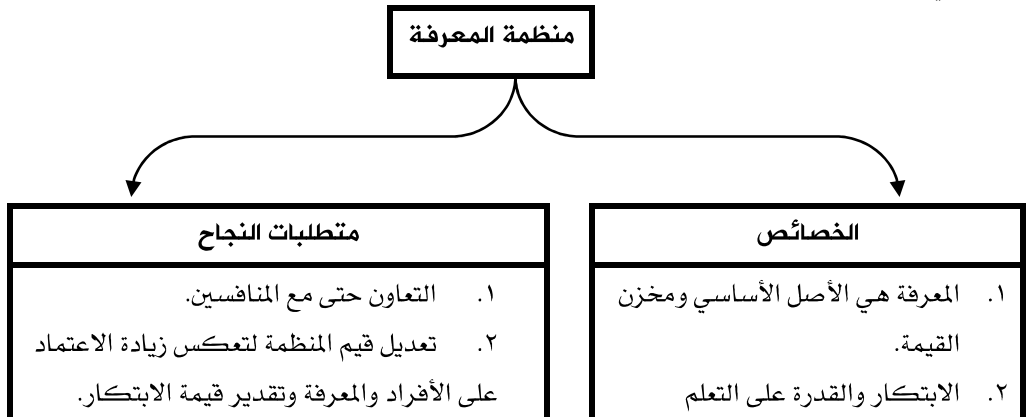 منظمة المعرفة
الخصائص
١. المعرفة هي الأصل الأساسي ومخزن
القيمة.
٢. الابتكار والقدرة على التعلم
متطلبات النجاح
١. التعاون حتى مع المنافسين.
٢. تعديل قيم المنظمة لتعكس زيادة الاعتماد
على الأفراد والمعرفة وتقدير قيمة الابتكار.